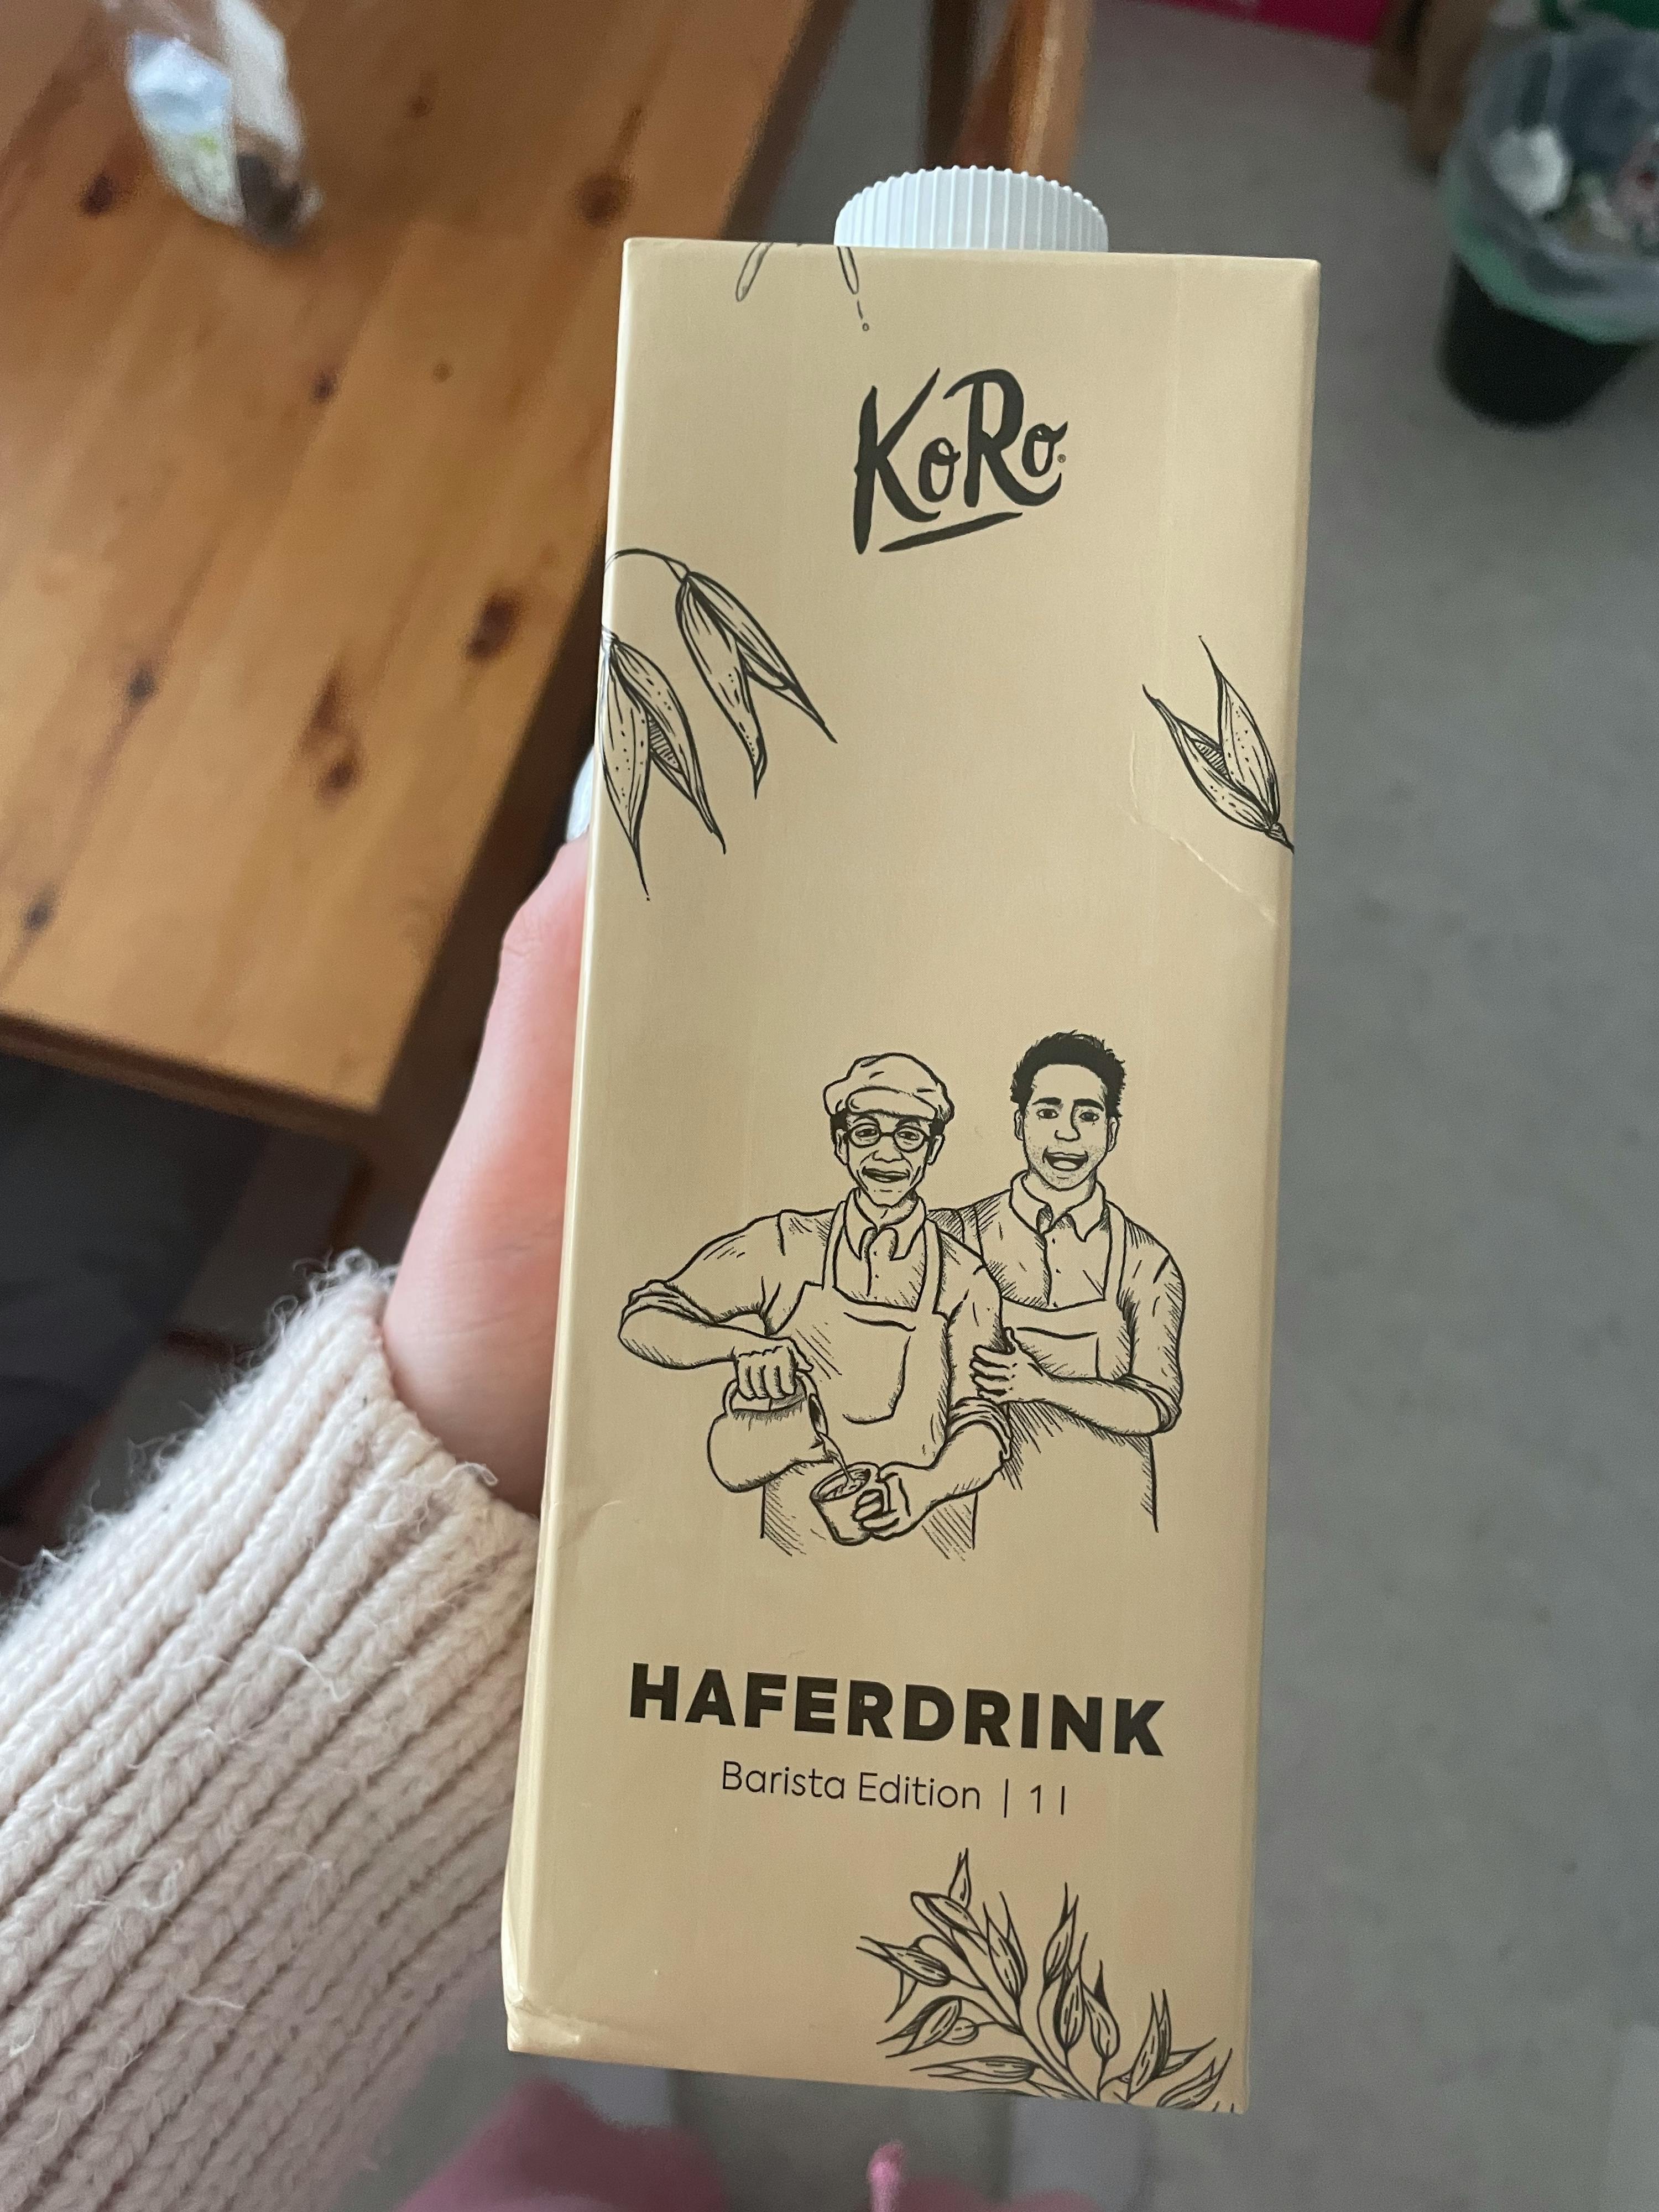 KoRo
HAFERDRINK
Barista Edition | 1 l